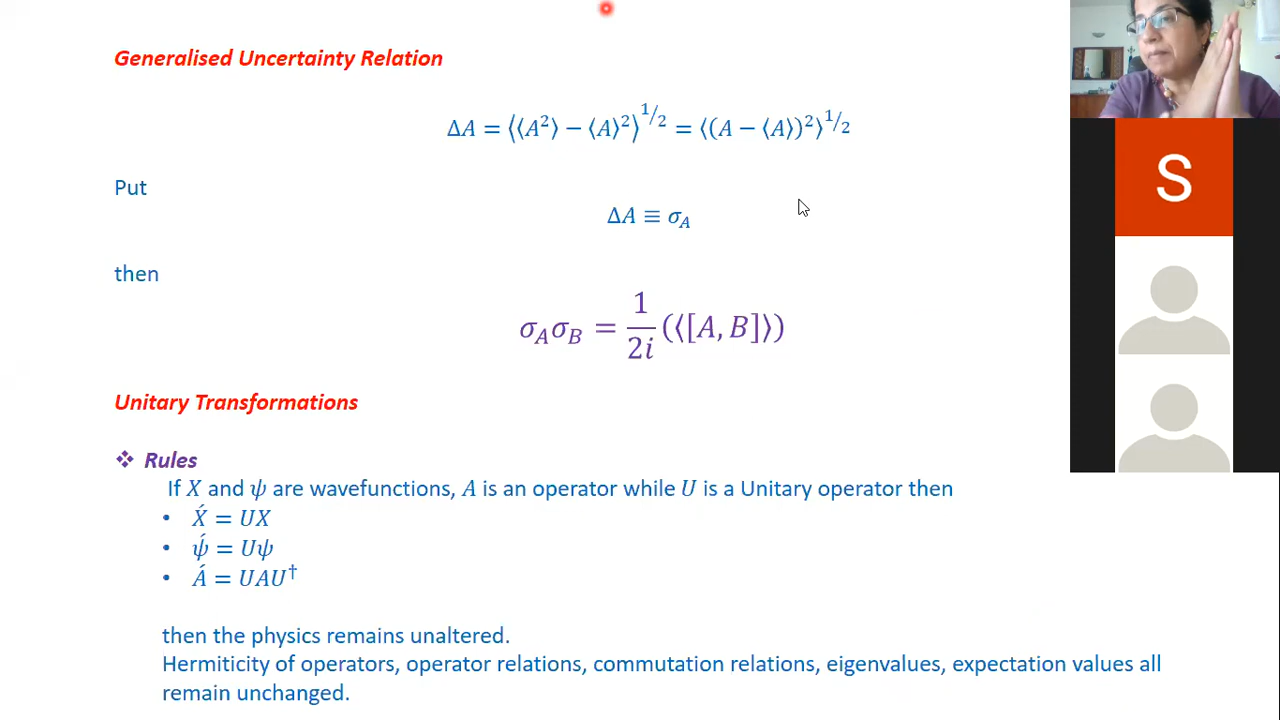 Generalised Uncertainty Relation
ΔA = ⟨⟨A²⟩ − ⟨A⟩²⟩^{1/2} = ⟨(A − ⟨A⟩)²⟩^{1/2}
Put
ΔA ≡ σ_A
then
σ_Aσ_B = \frac{1}{2i} (⟨[A, B]⟩)
Unitary Transformations
❖ Rules
If X and ψ are wavefunctions, A is an operator while U is a Unitary operator then
• X́ = UX
• ψ́ = Uψ
• Á = UAU†
then the physics remains unaltered.
Hermiticity of operators, operator relations, commutation relations, eigenvalues, expectation values all
remain unchanged.
S